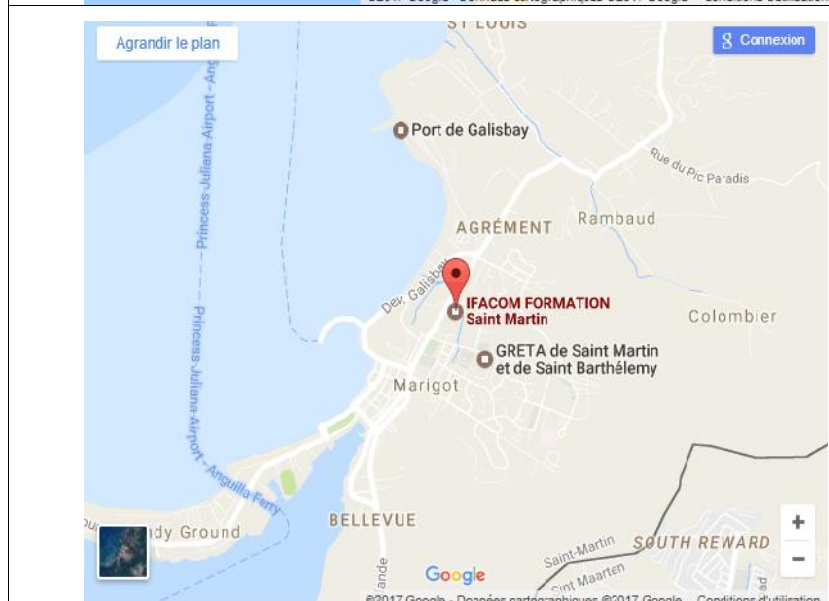 ST LOUIS
Agrandir le plan
Connexion
Port de Galisbay
Princess Juliana Airport - Princess Juliana Airport - Ang
Rue du Pic Paradis
AGRÉMENT
Rambaud
Dev. Galisbay
IFACOM FORMATION
Saint Martin
Colombier
GRETA de Saint Martin
et de Saint Barthélemy
Marigot
Princess Juliana Airport - Anguilla Ferry
BELLEVUE
dy Ground
SOUTH REWARD
Saint-Martin
Sint Maarten
ande
Google
+
−
©2017 Google - Données cartographiques ©2017 Google
Conditions d'utilisation